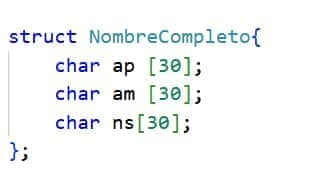 struct NombreCompleto{
    char ap [30];
    char am [30];
    char ns[30];
};